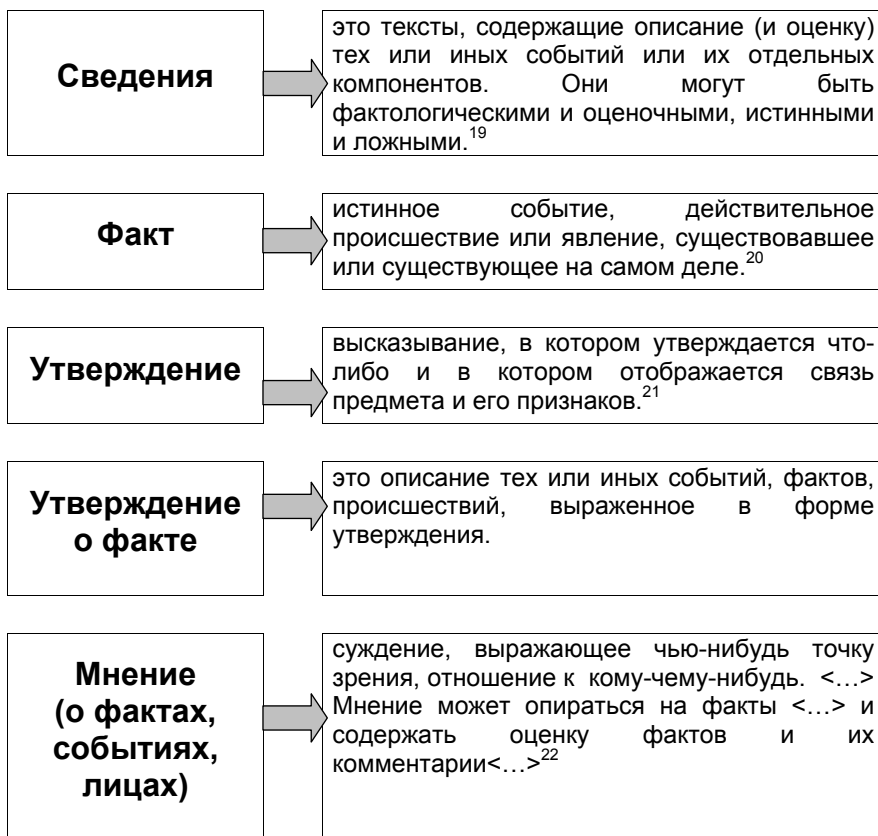 Сведения
это тексты, содержащие описание (и оценку)
тех или иных событий или их отдельных
компонентов. Они могут быть
фактологическими и оценочными, истинными
и ложными.19
Факт
истинное событие, действительное
происшествие или явление, существовавшее
или существующее на самом деле.20
Утверждение
высказывание, в котором утверждается что-
либо и в котором отображается связь
предмета и его признаков.21
Утверждение
о факте
это описание тех или иных событий, фактов,
происшествий, выраженное в форме
утверждения.
Мнение
(о фактах,
событиях,
лицах)
суждение, выражающее чью-нибудь точку
зрения, отношение к кому-чему-нибудь. <…>
Мнение может опираться на факты <…> и
содержать оценку фактов и их
комментарии<…>22